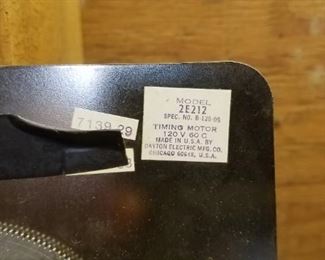 MODEL
2E212
SPEC. NO. B-120-05
TIMING MOTOR
120 V 60 C
MADE IN U.S.A. BY
DAYTON ELECTRIC MFG. CO.
CHICAGO 60648, U.S.A.
7139.29